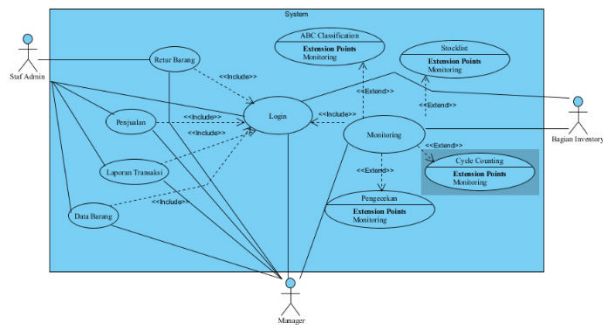 System
ABC Classification
Extension Points
Monitoring
Stocklist
Extension Points
Monitoring
Staf Admin
Retur Barang
<<Include>>
<<Extend>>
<<Extend>>
Penjualan
<<Include>>
<<Include>>
Login
<<Include>>
Monitoring
Bagian Inventory
<<Extend>>
Cycle Counting
Extension Points
Monitoring
Laporan Transaksi
<<Include>>
<<Extend>>
Data Barang
Pengecekan
Extension Points
Monitoring
Manager